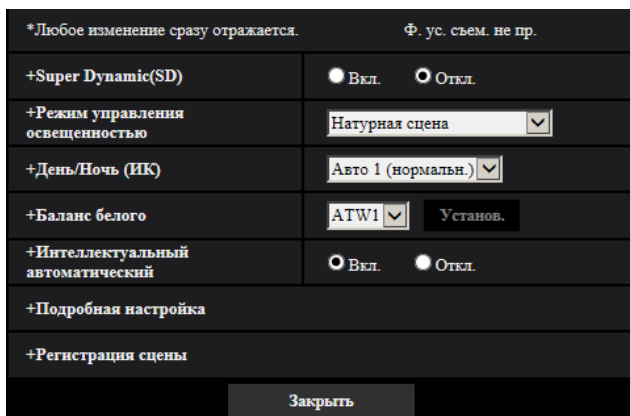 *Любое изменение сразу отражается. Ф. ус. съем. не пр.
+Super Dynamic(SD) Вкл. Откл.
+Режим управления
освещенностью
Натурная сцена
+День/Ночь (ИК) Авто 1 (нормальн.)
+Баланс белого ATW1 Установ.
+Интеллектуальный
автоматический
Вкл. Откл.
+Подробная настройка
+Регистрация сцены
Закрыть